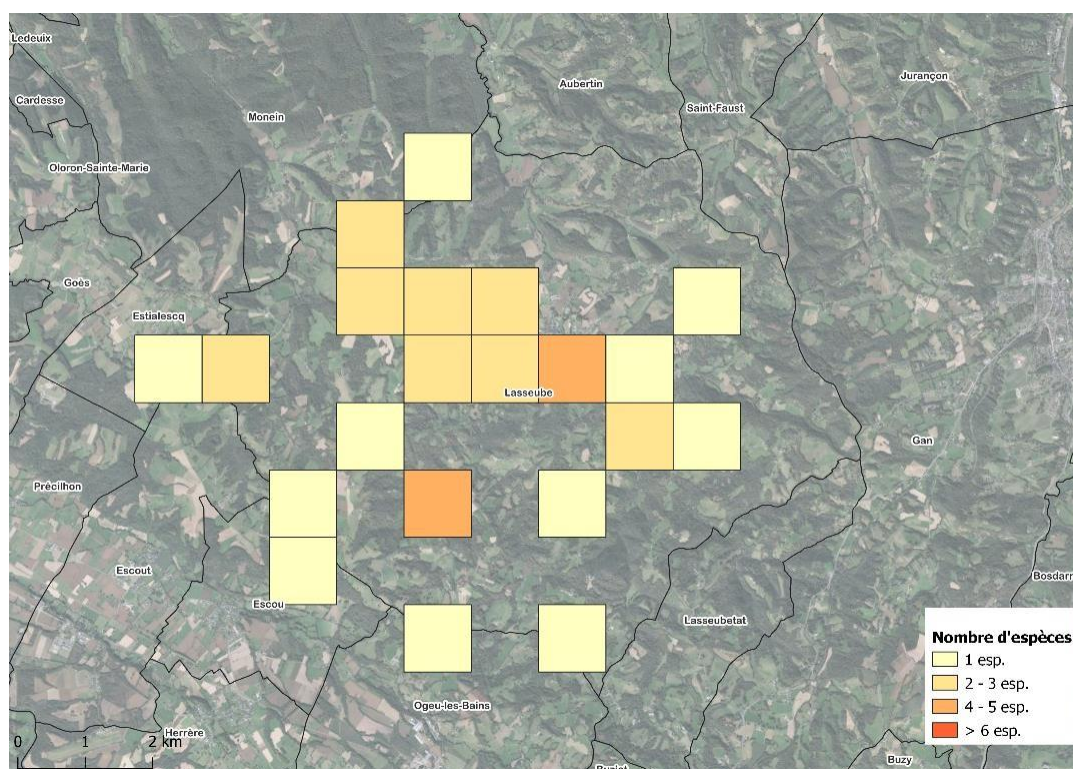 Ledeuix
Cardesse
Monein
Aubertin
Jurançon
Saint-Faust
Oloron-Sainte-Marie
Goès
Estialescq
Lasseube
Gan
Précilhon
Escout
Escou
Bosdarr
Lasseubetat
Ogeu-les-Bains
Herrère
Buzy
Nombre d'espèces
1 esp.
2 - 3 esp.
4 - 5 esp.
> 6 esp.
0 1 2 km